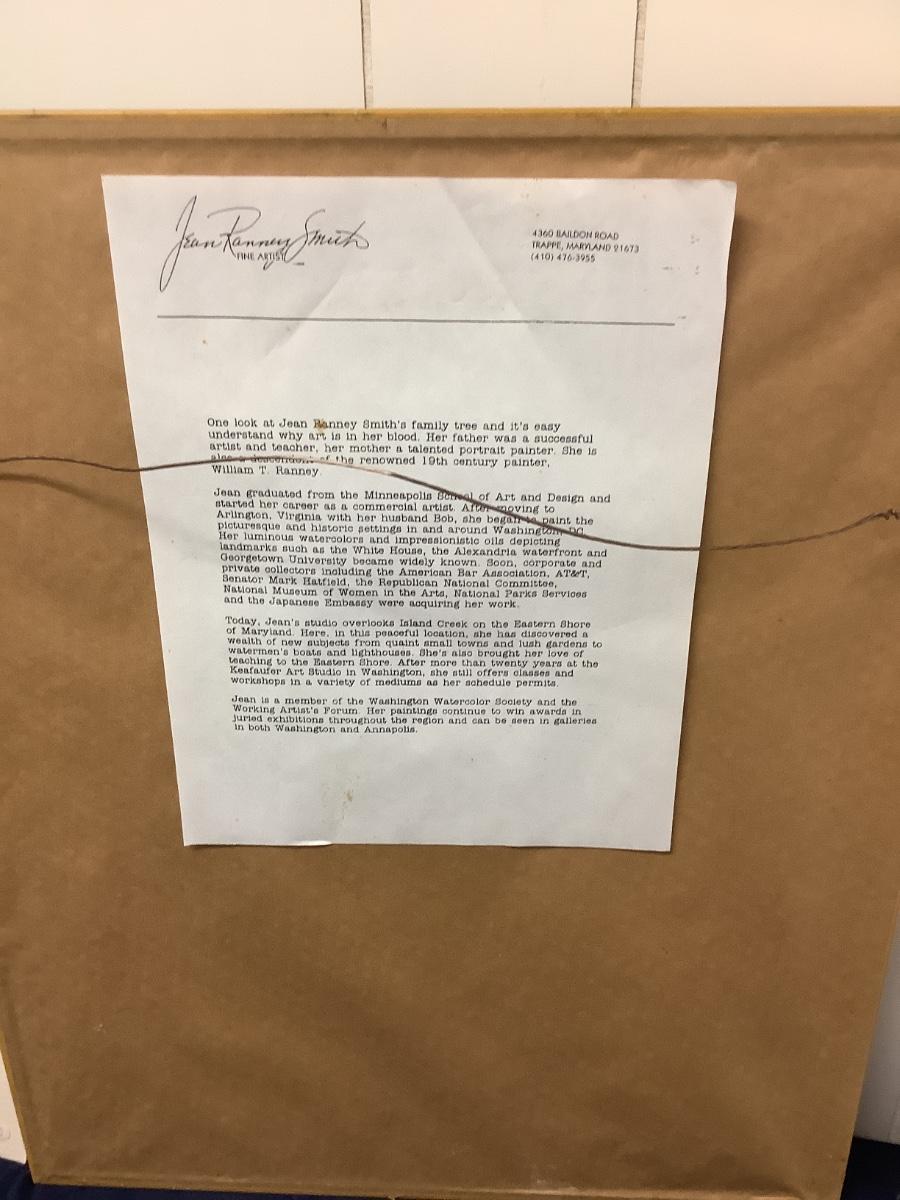 Jean Ranney Smith
FINE ARTIST
4360 BAILDON ROAD
TRAPPE, MARYLAND 21673
(410) 476-3955
One look at Jean Ranney Smith's family tree and it's easy
understand why art is in her blood. Her father was a successful
artist and teacher, her mother a talented portrait painter. She is
also a descendent of the renowned 19th century painter,
William T. Ranney.
Jean graduated from the Minneapolis School of Art and Design and
started her career as a commercial artist. After moving to
Arlington, Virginia with her husband Bob, she began to paint the
picturesque and historic settings in and around Washington, DC.
Her luminous watercolors and impressionistic oils depicting
landmarks such as the White House, the Alexandria waterfront and
Georgetown University became widely known. Soon, corporate and
private collectors including the American Bar Association, AT&T,
Senator Mark Hatfield, the Republican National Committee,
National Museum of Women in the Arts, National Parks Services
and the Japanese Embassy were acquiring her work.
Today, Jean's studio overlooks Island Creek on the Eastern Shore
of Maryland. Here, in this peaceful location, she has discovered a
wealth of new subjects from quaint small towns and lush gardens to
watermen's boats and lighthouses. She's also brought her love of
teaching to the Eastern Shore. After more than twenty years at the
Keafaufer Art Studio in Washington, she still offers classes and
workshops in a variety of mediums as her schedule permits.
Jean is a member of the Washington Watercolor Society and the
Working Artist's Forum. Her paintings continue to win awards in
juried exhibitions throughout the region and can be seen in galleries
in both Washington and Annapolis.